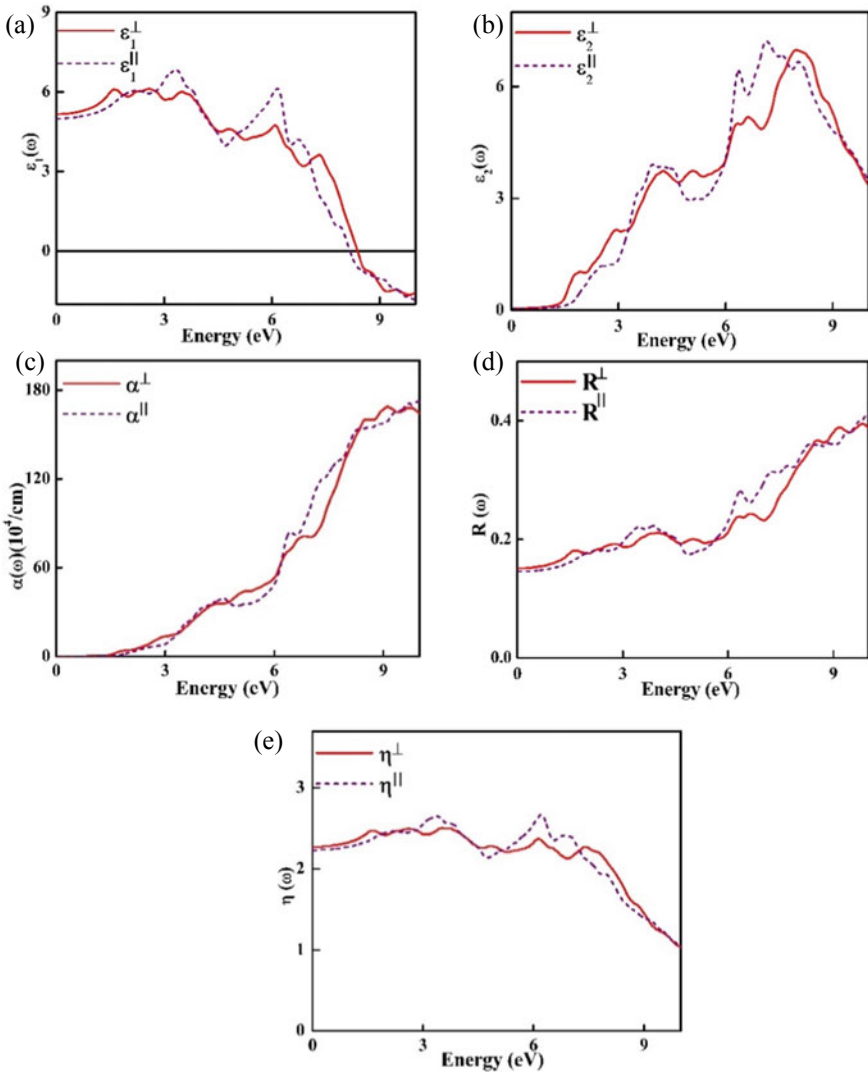 (a)
9
ε₁⊥
ε₁||
6
3
0
ε₁(ω)
0
3
6
9
Energy (eV)
(b)
ε₂⊥
ε₂||
6
3
0
ε₂(ω)
0
3
6
9
Energy (eV)
(c)
180
α⊥
α||
120
60
0
α(ω)(10⁴/cm)
0
3
6
9
Energy (cV)
(d)
R⊥
R||
0.4
0.2
0.0
R (ω)
0
3
6
9
Energy (eV)
(e)
η⊥
η||
3
2
1
0
η (ω)
0
3
6
9
Energy (eV)